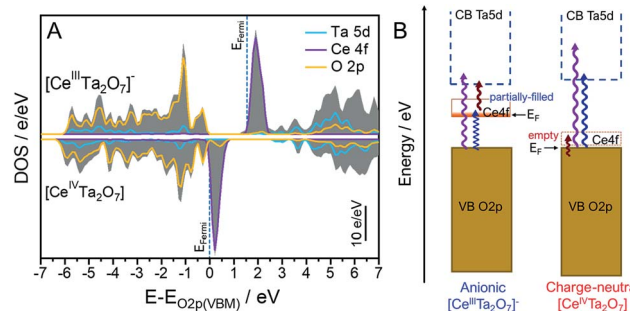 A
Ta 5d
Ce 4f
O 2p
[Ce^III Ta₂O₇]⁻
[Ce^IV Ta₂O₇]
E_Fermi
E_Fermi
10 e/eV
DOS / e/eV
-7 -6 -5 -4 -3 -2 -1 0 1 2 3 4 5 6 7
E-E_O2p(VBM) / eV
B
Energy / eV
CB Ta5d
partially-filled
Ce4f
E_F
VB O2p
Anionic
[Ce^III Ta₂O₇]⁻
CB Ta5d
empty
Ce4f
E_F
VB O2p
Charge-neutra
[Ce^IV Ta₂O₇]